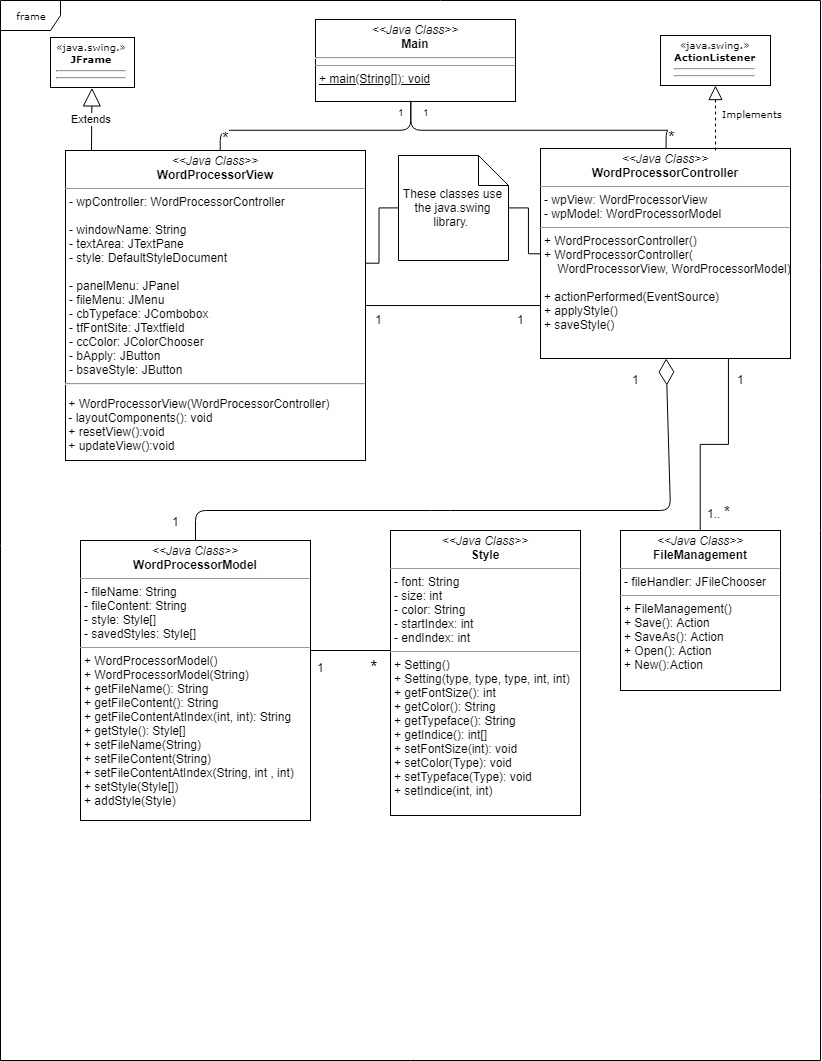 frame
«java.swing.»
JFrame
Extends
<<Java Class>>
Main
+ main(String[]): void
«java.swing.»
ActionListener
Implements
1
1
*
*
<<Java Class>>
WordProcessorView
- wpController: WordProcessorController
- windowName: String
- textArea: JTextPane
- style: DefaultStyleDocument
- panelMenu: JPanel
- fileMenu: JMenu
- cbTypeface: JCombobox
- tfFontSite: JTextfield
- ccColor: JColorChooser
- bApply: JButton
- bsaveStyle: JButton
+ WordProcessorView(WordProcessorController)
- layoutComponents(): void
+ resetView():void
+ updateView():void
These classes use
the java.swing
library.
<<Java Class>>
WordProcessorController
- wpView: WordProcessorView
- wpModel: WordProcessorModel
+ WordProcessorController()
+ WordProcessorController(
WordProcessorView, WordProcessorModel)
+ actionPerformed(EventSource)
+ applyStyle()
+ saveStyle()
1
1
1
1
1
1.. *
<<Java Class>>
WordProcessorModel
- fileName: String
- fileContent: String
- style: Style[]
- savedStyles: Style[]
+ WordProcessorModel()
+ WordProcessorModel(String)
+ getFileName(): String
+ getFileContent(): String
+ getFileContentAtIndex(int, int): String
+ getStyle(): Style[]
+ setFileName(String)
+ setFileContent(String)
+ setFileContentAtIndex(String, int , int)
+ setStyle(Style[])
+ addStyle(Style)
1
*
<<Java Class>>
Style
- font: String
- size: int
- color: String
- startIndex: int
- endIndex: int
+ Setting()
+ Setting(type, type, type, int, int)
+ getFontSize(): int
+ getColor(): String
+ getTypeface(): String
+ getIndice(): int[]
+ setFontSize(int): void
+ setColor(Type): void
+ setTypeface(Type): void
+ setIndice(int, int)
<<Java Class>>
FileManagement
- fileHandler: JFileChooser
+ FileManagement()
+ Save(): Action
+ SaveAs(): Action
+ Open(): Action
+ New():Action